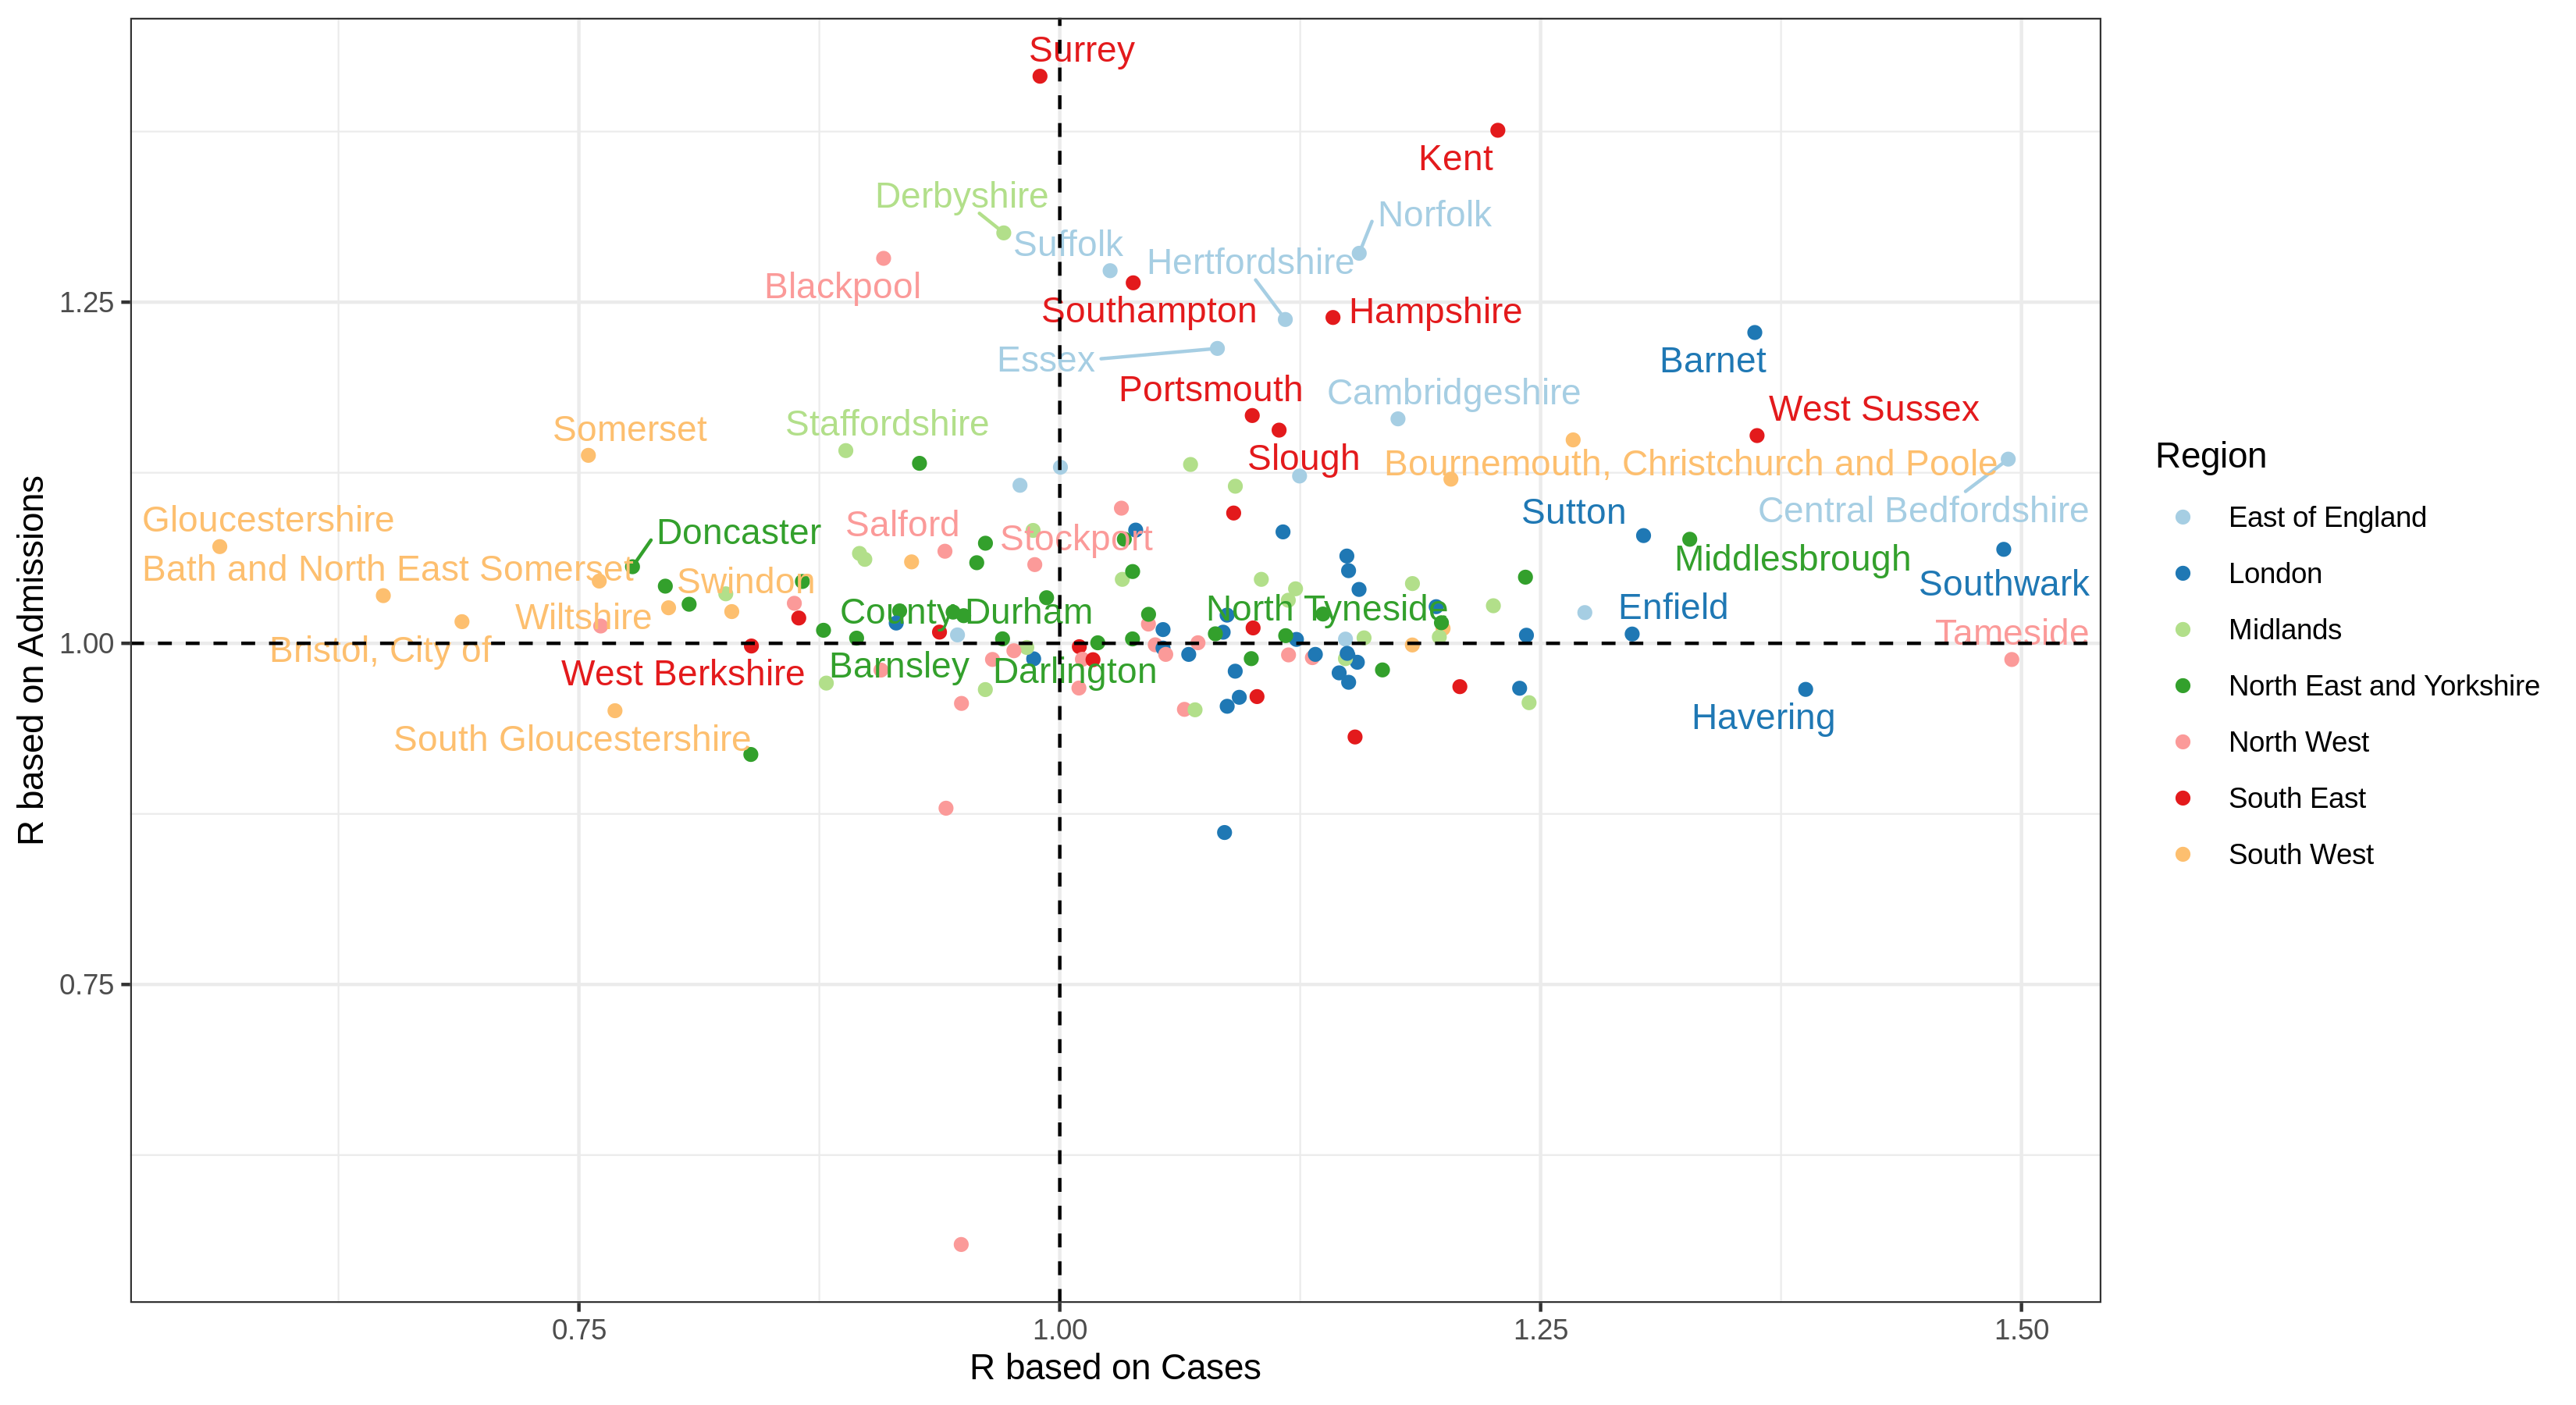 Surrey
Kent
Derbyshire
Norfolk
Suffolk
Hertfordshire
Blackpool
1.25
Southampton
Hampshire
Essex
Barnet
Portsmouth
Cambridgeshire
West Sussex
Somerset
Staffordshire
Slough
Bournemouth, Christchurch and Poole
Central Bedfordshire
Gloucestershire
Doncaster
Salford
Stockport
Sutton
Middlesbrough
Bath and North East Somerset
Swindon
Southwark
Wiltshire
County Durham
North Tyneside
Enfield
Tameside
1.00
Bristol, City of
West Berkshire
Barnsley
Darlington
Havering
South Gloucestershire
0.75
R based on Admissions
0.75
1.00
1.25
1.50
R based on Cases
Region
East of England
London
Midlands
North East and Yorkshire
North West
South East
South West